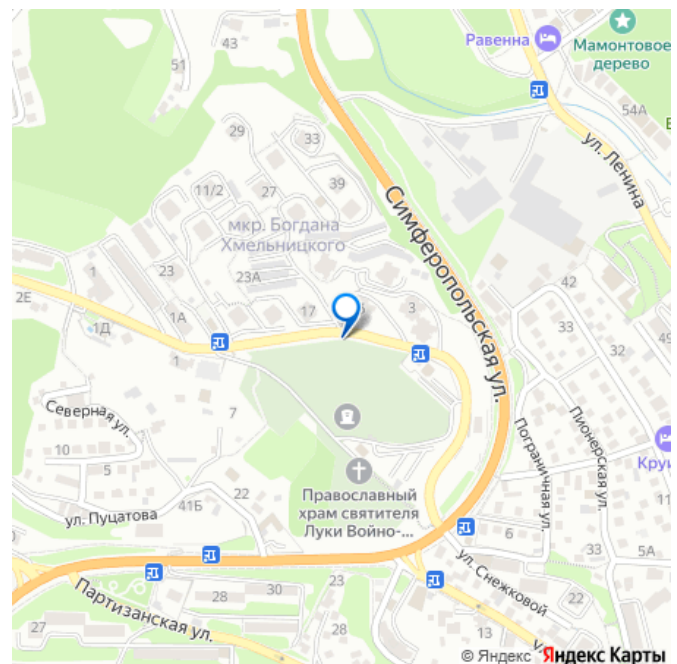 43
Равенна
Мамонтовое
дерево
51
54А
29
33
ул. Ленина
39
11/2
27
Симферопольская ул.
мкр. Богдана
Хмельницкого
1
23
23А
42
2Е
1А
17
3
33
1Д
32
49
1
Северная ул.
7
Пограничная ул.
Пионерская ул.
10
5
Православный
храм святителя
Луки Войно-...
11
41Б
22
ул. Пуцатова
6
33
5А
ул. Снежковой
Партизанская ул.
28
30
23
22
27
28
13
© Яндекс Яндекс Карты